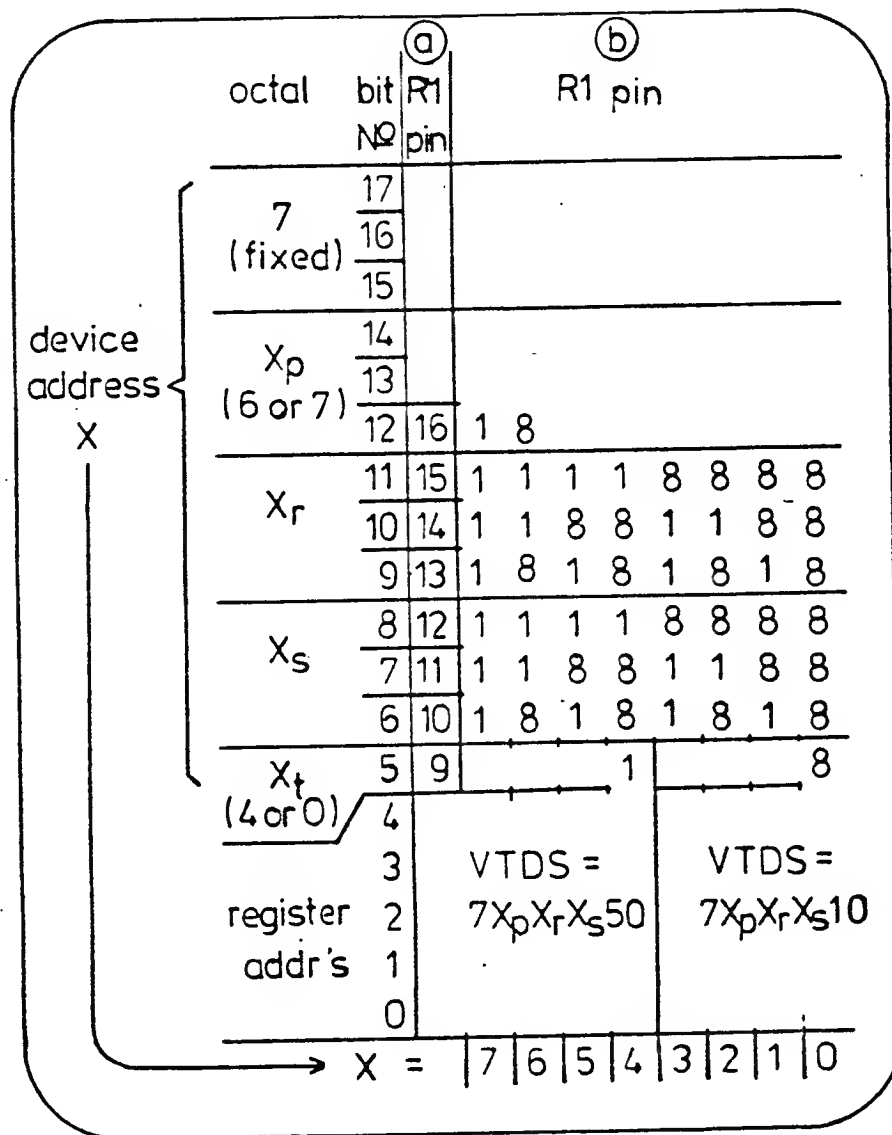 ⓐ ⓑ
octal bit R1 R1 pin
Nº pin
17
7 16
(fixed)
15
14
device Xp 13
address (6 or 7)
X 12 16 1 8
11 15 1 1 1 1 8 8 8 8
Xr 10 14 1 1 8 8 1 1 8 8
9 13 1 8 1 8 1 8 1 8
8 12 1 1 1 1 8 8 8 8
Xs 7 11 1 1 8 8 1 1 8 8
6 10 1 8 1 8 1 8 1 8
Xt 5 9 1 8
(4 or 0) 4
3 VTDS = VTDS =
register 2 7XpXrXs50 7XpXrXs10
addr's 1
0
X = 7 6 5 4 3 2 1 0